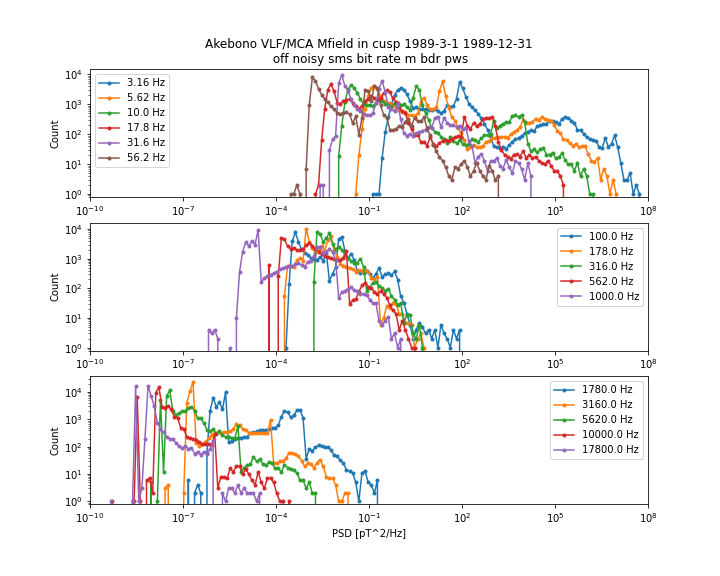 Akebono VLF/MCA Mfield in cusp 1989-3-1 1989-12-31
off noisy sms bit rate m bdr pws
10^4
10^3
10^2
10^1
10^0
Count
3.16 Hz
5.62 Hz
10.0 Hz
17.8 Hz
31.6 Hz
56.2 Hz
10^-10 10^-7 10^-4 10^-1 10^2 10^5 10^8
10^4
10^3
10^2
10^1
10^0
Count
100.0 Hz
178.0 Hz
316.0 Hz
562.0 Hz
1000.0 Hz
10^-10 10^-7 10^-4 10^-1 10^2 10^5 10^8
10^4
10^3
10^2
10^1
10^0
Count
1780.0 Hz
3160.0 Hz
5620.0 Hz
10000.0 Hz
17800.0 Hz
10^-10 10^-7 10^-4 10^-1 10^2 10^5 10^8
PSD [pT^2/Hz]